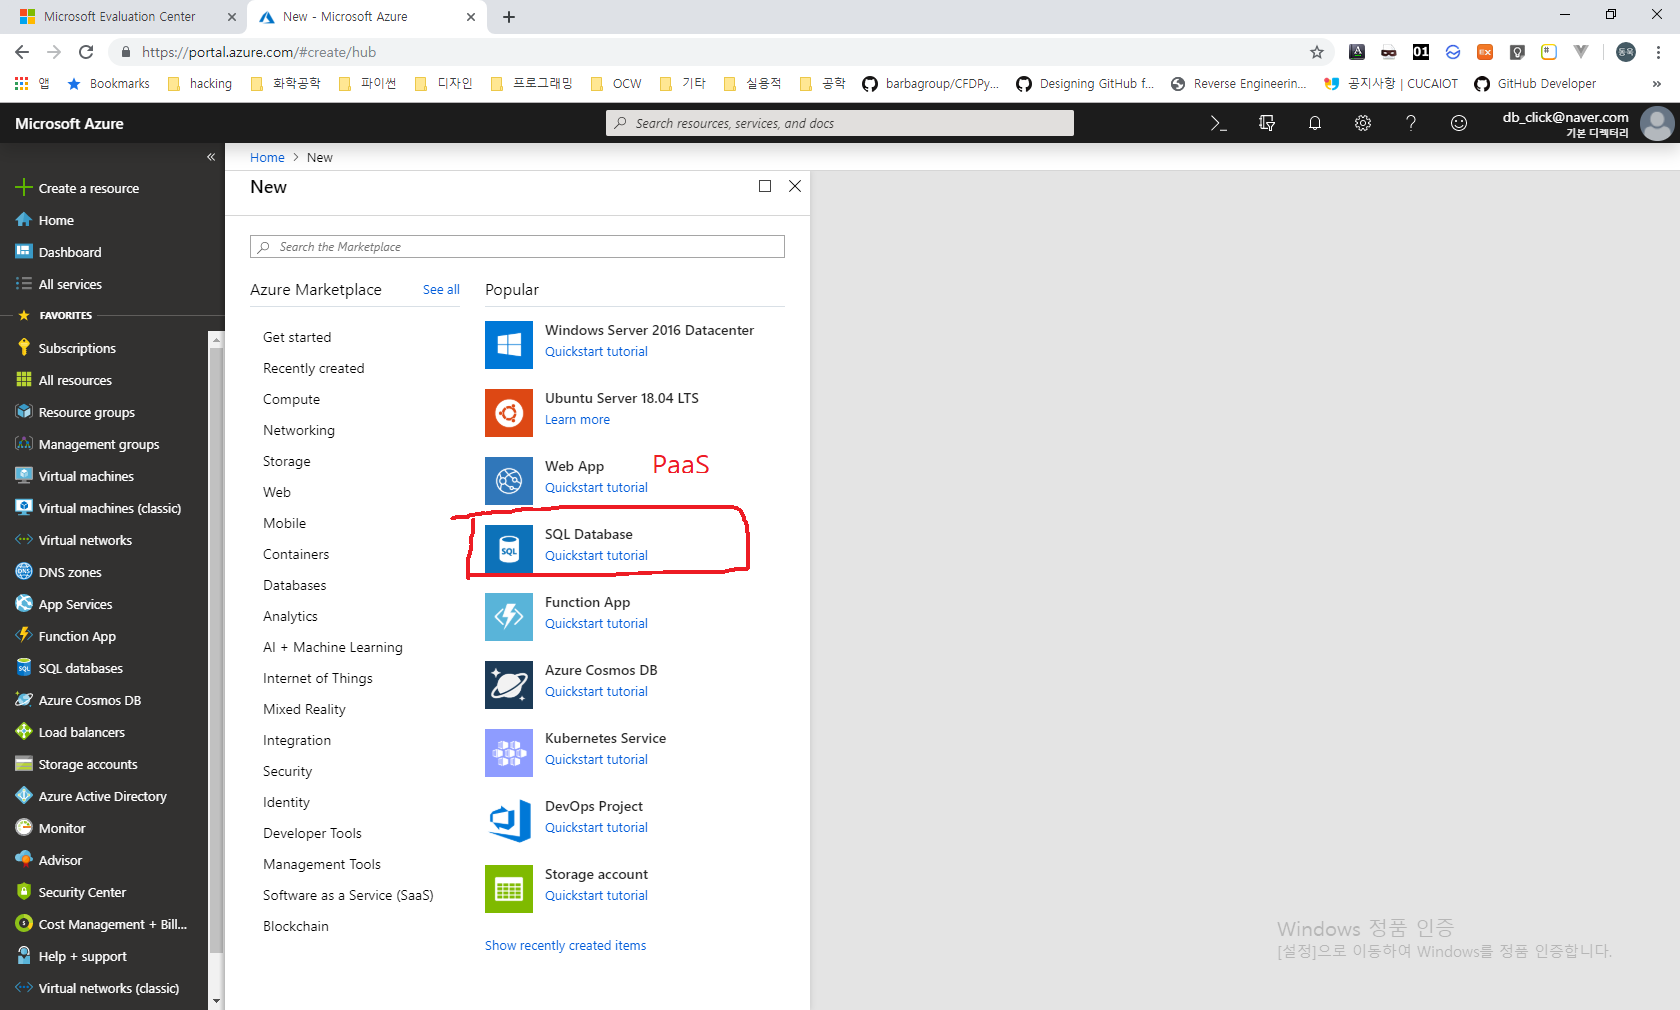 Microsoft Evaluation Center
New - Microsoft Azure
https://portal.azure.com/#create/hub
앱
Bookmarks
hacking
화학공학
파이썬
디자인
프로그래밍
OCW
기타
실용적
공학
barbagroup/CFDPy...
Designing GitHub f...
Reverse Engineerin...
공지사항 | CUCAIOT
GitHub Developer
Microsoft Azure
Search resources, services, and docs
db_click@naver.com
기본 디렉터리
Create a resource
Home
Dashboard
All services
FAVORITES
Subscriptions
All resources
Resource groups
Management groups
Virtual machines
Virtual machines (classic)
Virtual networks
DNS zones
App Services
Function App
SQL databases
Azure Cosmos DB
Load balancers
Storage accounts
Azure Active Directory
Monitor
Advisor
Security Center
Cost Management + Bill...
Help + support
Virtual networks (classic)
Home > New
New
Search the Marketplace
Azure Marketplace
See all
Get started
Recently created
Compute
Networking
Storage
Web
Mobile
Containers
Databases
Analytics
AI + Machine Learning
Internet of Things
Mixed Reality
Integration
Security
Identity
Developer Tools
Management Tools
Software as a Service (SaaS)
Blockchain
Popular
Windows Server 2016 Datacenter
Quickstart tutorial
Ubuntu Server 18.04 LTS
Learn more
Web App
PaaS
Quickstart tutorial
SQL
SQL Database
Quickstart tutorial
Function App
Quickstart tutorial
Azure Cosmos DB
Quickstart tutorial
Kubernetes Service
Quickstart tutorial
DevOps Project
Quickstart tutorial
Storage account
Quickstart tutorial
Show recently created items
Windows 정품 인증
[설정]으로 이동하여 Windows를 정품 인증합니다.